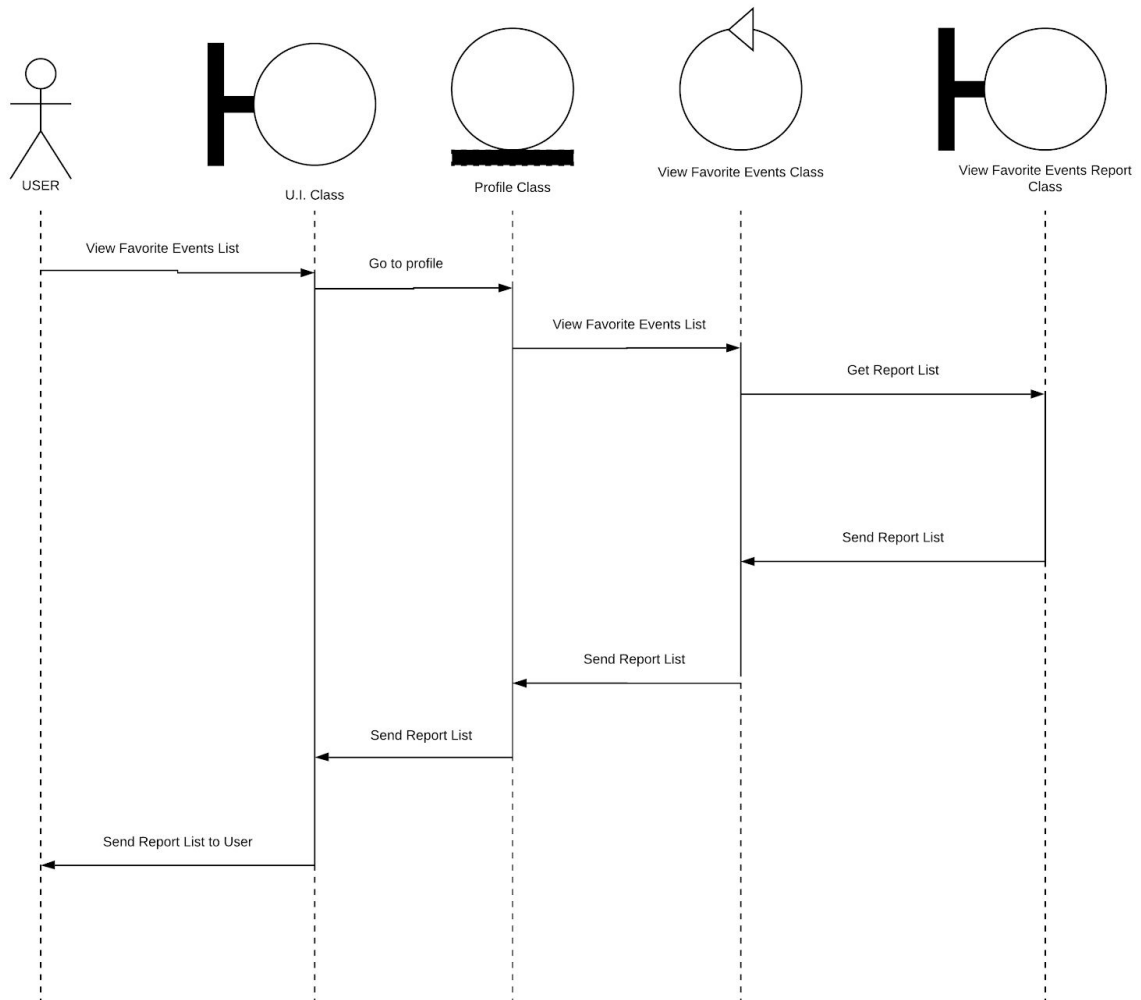 USER
U.I. Class
Profile Class
View Favorite Events Class
View Favorite Events Report
Class
View Favorite Events List
Go to profile
View Favorite Events List
Get Report List
Send Report List
Send Report List
Send Report List
Send Report List to User